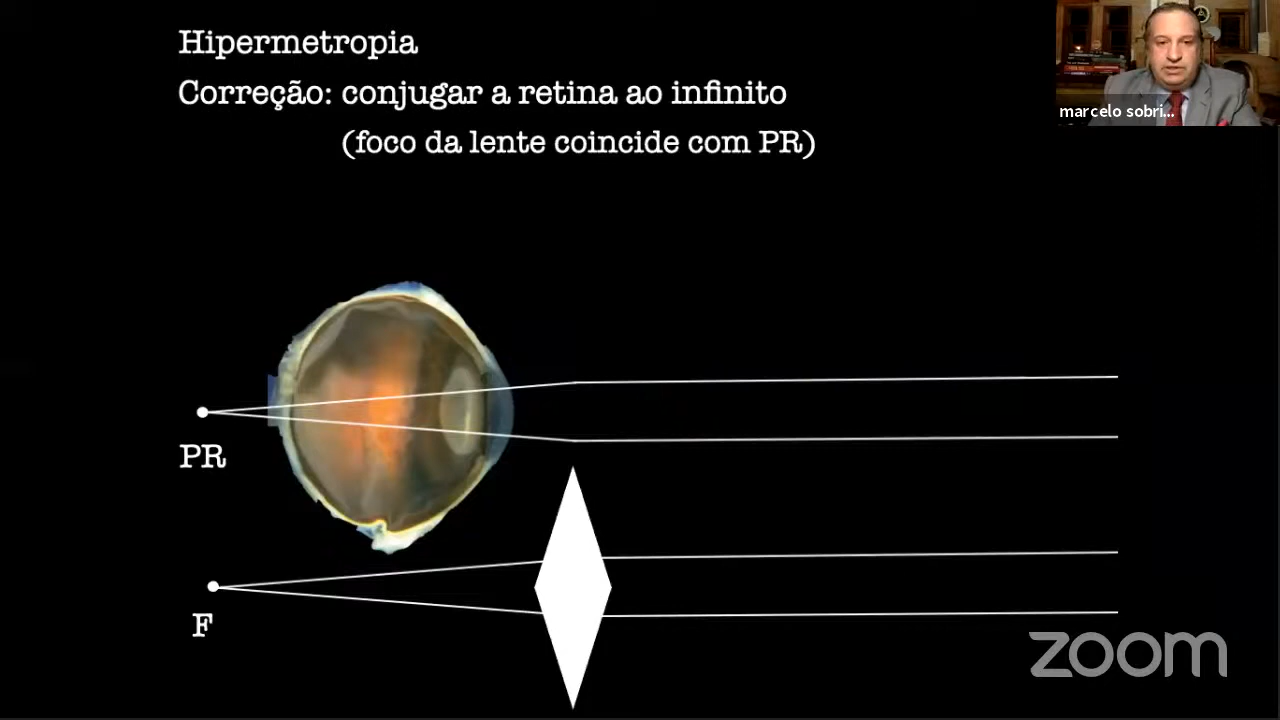 Hipermetropia
Correção: conjugar a retina ao infinito
(foco da lente coincide com PR)
marcelo sobri...
PR
F
zoom